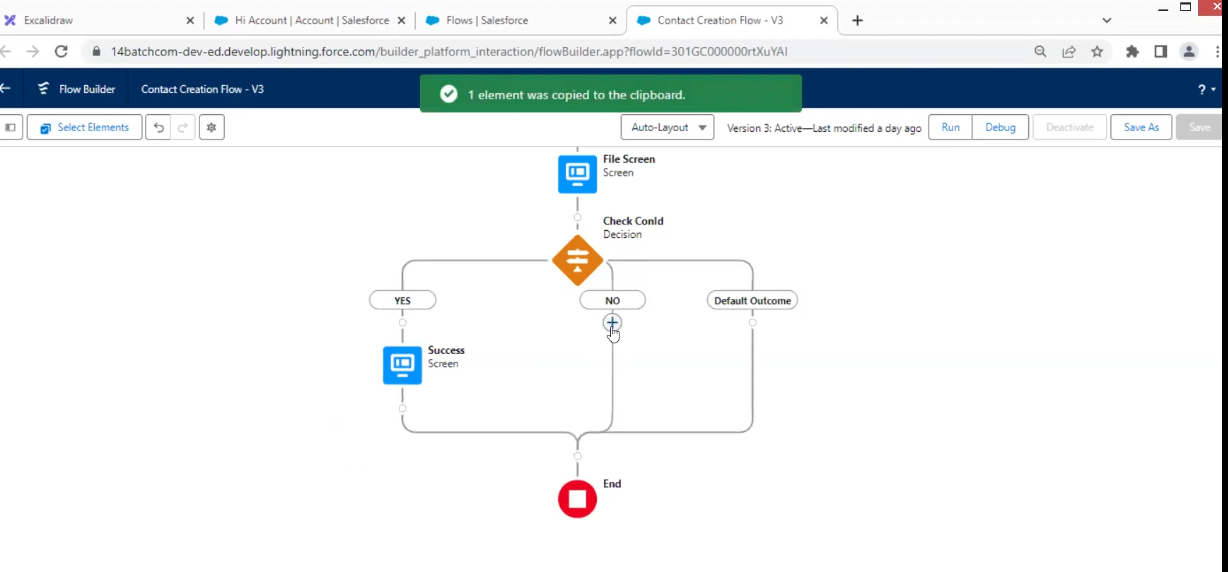 Excalidraw
Hi Account | Account | Salesforce
Flows | Salesforce
Contact Creation Flow - V3
14batchcom-dev-ed.develop.lightning.force.com/builder_platform_interaction/flowBuilder.app?flowId=301GC000000rtXuYAI
Flow Builder
Contact Creation Flow - V3
1 element was copied to the clipboard.
?
Select Elements
Auto-Layout
Version 3: Active—Last modified a day ago
Run
Debug
Deactivate
Save As
Save
File Screen
Screen
Check ConId
Decision
YES
NO
Default Outcome
Success
Screen
End